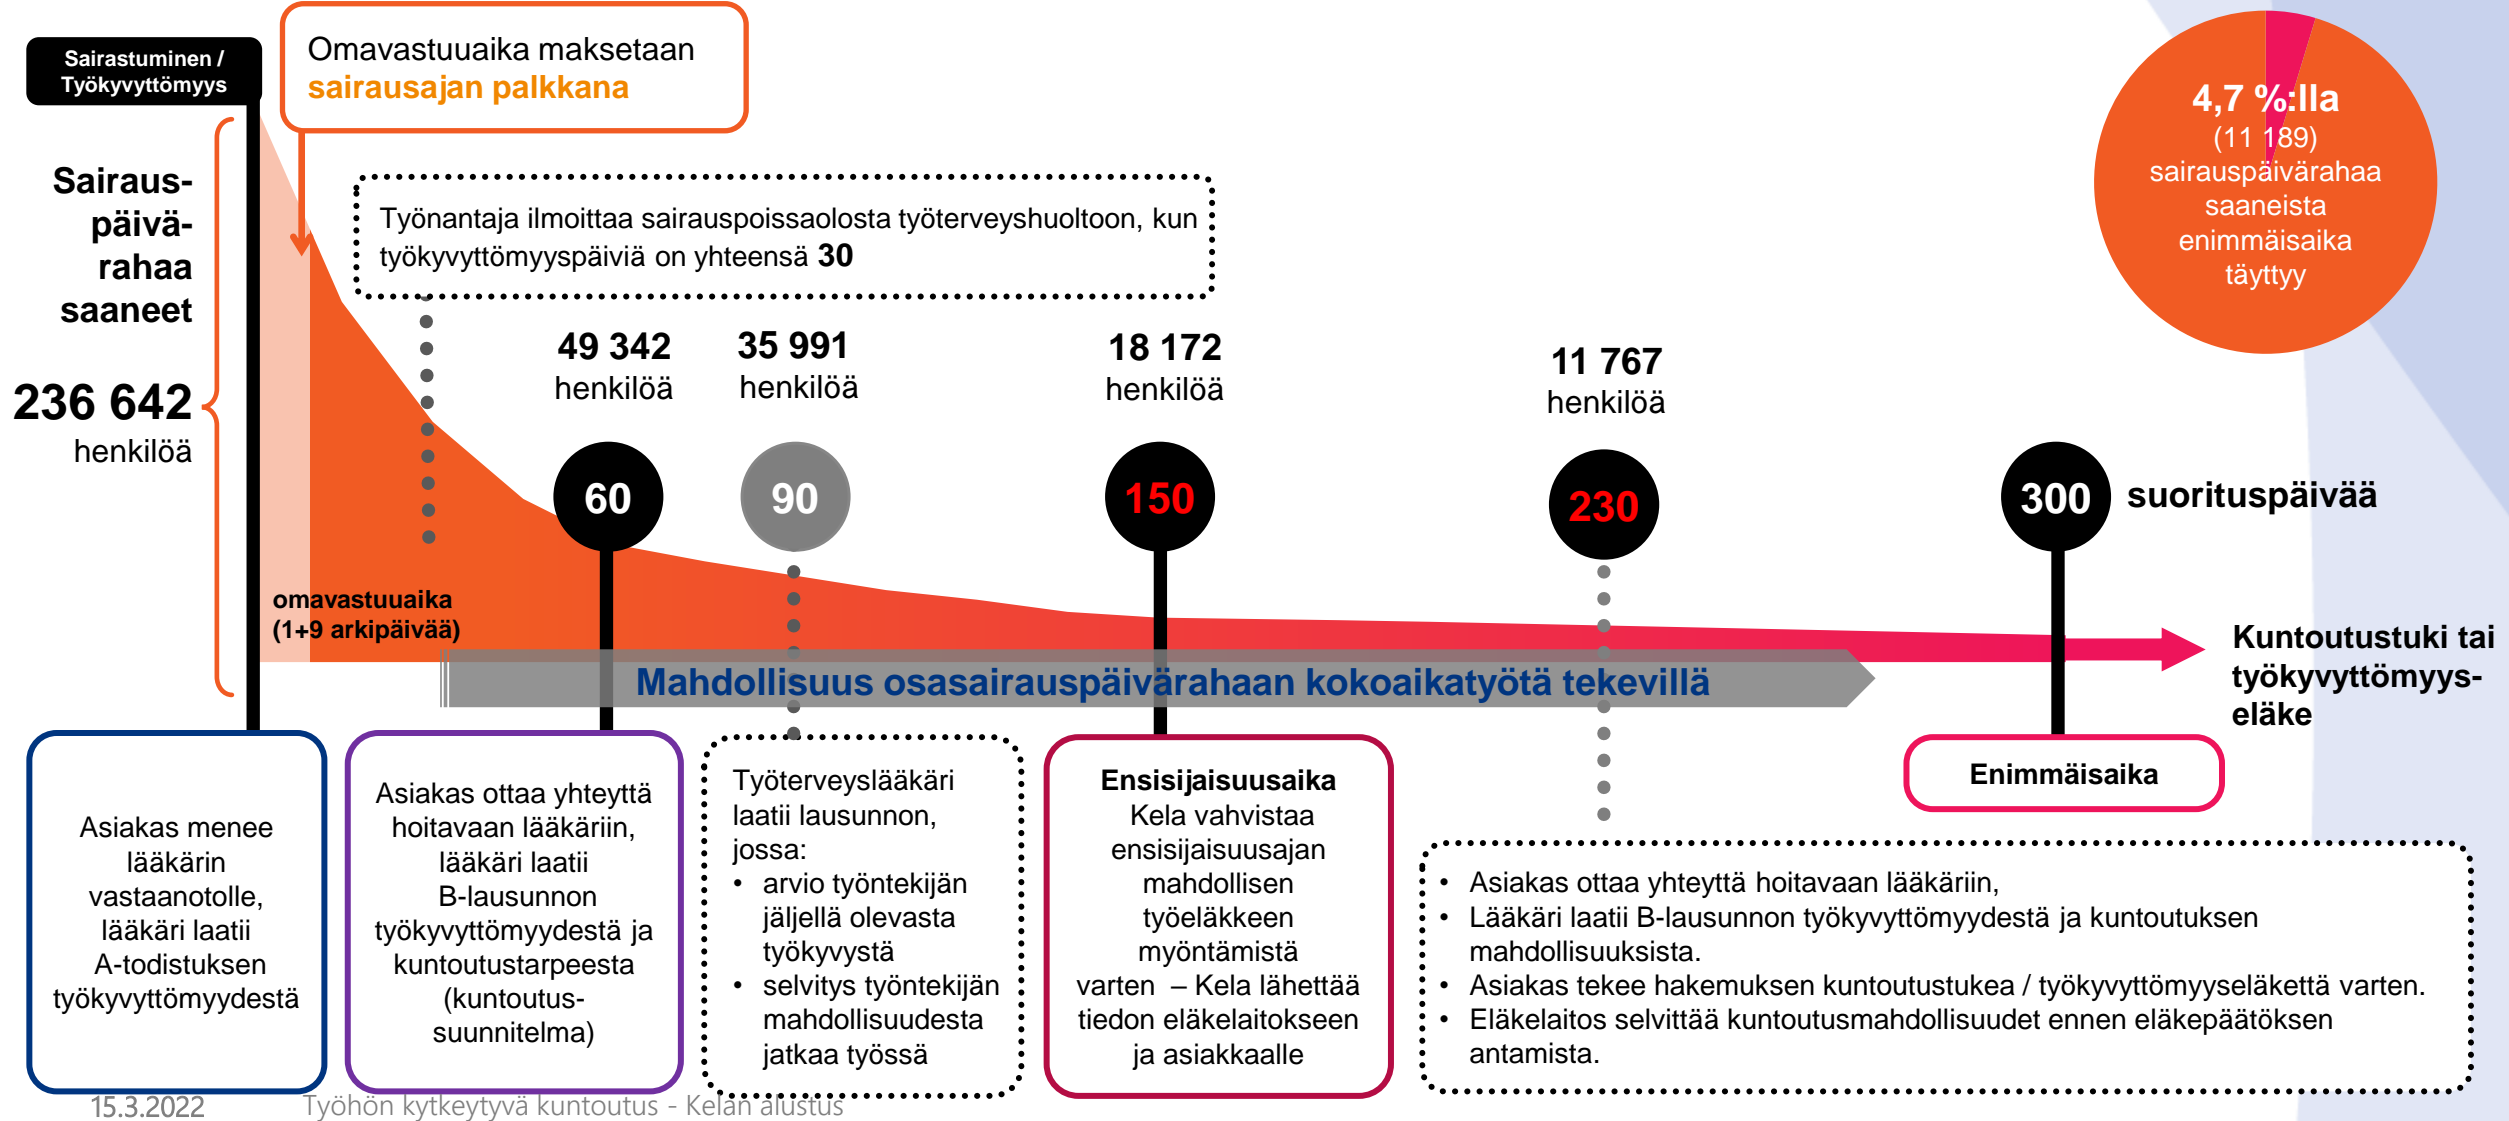 Sairastuminen /
Työkyvyttömyys
Omavastuuaika maksetaan
sairausajan palkkana
4,7 %:lla
(11 189)
sairauspäivärahaa
saaneista
enimmäisaika
täyttyy
Sairaus-
päivä-
rahaa
saaneet
236 642
henkilöä
Työnantaja ilmoittaa sairauspoissaolosta työterveyshuoltoon, kun
työkyvyttömyyspäiviä on yhteensä 30
49 342
henkilöä
35 991
henkilöä
18 172
henkilöä
11 767
henkilöä
60
90
150
230
300
suorituspäivää
omavastuuaika
(1+9 arkipäivää)
Mahdollisuus osasairauspäivärahaan kokoaikatyötä tekevillä
Kuntoutustuki tai
työkyvyttömyys-
eläke
Asiakas menee
lääkärin
vastaanotolle,
lääkäri laatii
A-todistuksen
työkyvyttömyydestä
Asiakas ottaa yhteyttä
hoitavaan lääkäriin,
lääkäri laatii
B-lausunnon
työkyvyttömyydestä ja
kuntoutustarpeesta
(kuntoutus-
suunnitelma)
Työterveyslääkäri
laatii lausunnon,
jossa:
• arvio työntekijän
jäljellä olevasta
työkyvystä
• selvitys työntekijän
mahdollisuudesta
jatkaa työssä
Ensisijaisuusaika
Kela vahvistaa
ensisijaisuusajan
mahdollisen
työeläkkeen
myöntämistä
varten – Kela lähettää
tiedon eläkelaitokseen
ja asiakkaalle
Enimmäisaika
• Asiakas ottaa yhteyttä hoitavaan lääkäriin,
• Lääkäri laatii B-lausunnon työkyvyttömyydestä ja kuntoutuksen
mahdollisuuksista.
• Asiakas tekee hakemuksen kuntoutustukea / työkyvyttömyyseläkettä varten.
• Eläkelaitos selvittää kuntoutusmahdollisuudet ennen eläkepäätöksen
antamista.
15.3.2022
Työhön kytkeytyvä kuntoutus - Kelan alustus